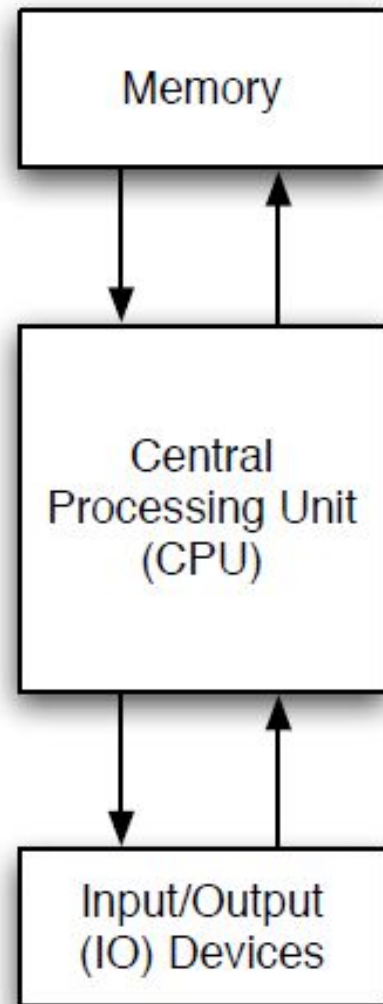 Memory
Central
Processing Unit
(CPU)
Input/Output
(IO) Devices